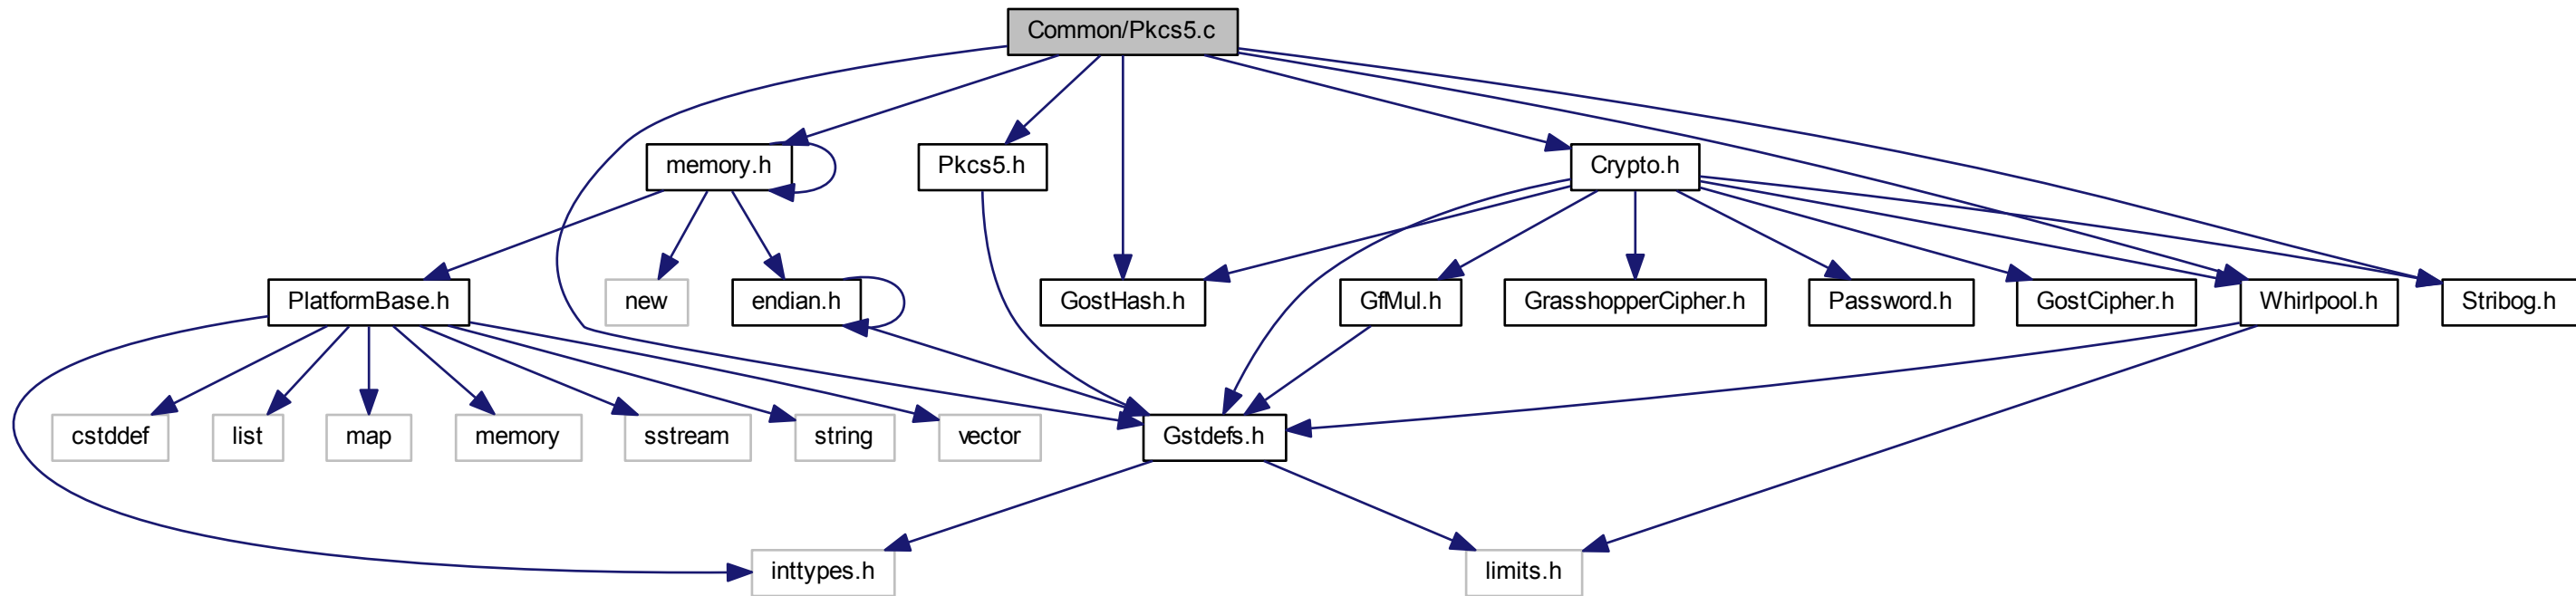 Common/Pkcs5.c
memory.h
Pkcs5.h
Crypto.h
PlatformBase.h
new
endian.h
GostHash.h
GfMul.h
GrasshopperCipher.h
Password.h
GostCipher.h
Whirlpool.h
Stribog.h
cstddef
list
map
memory
sstream
string
vector
Gstdefs.h
inttypes.h
limits.h